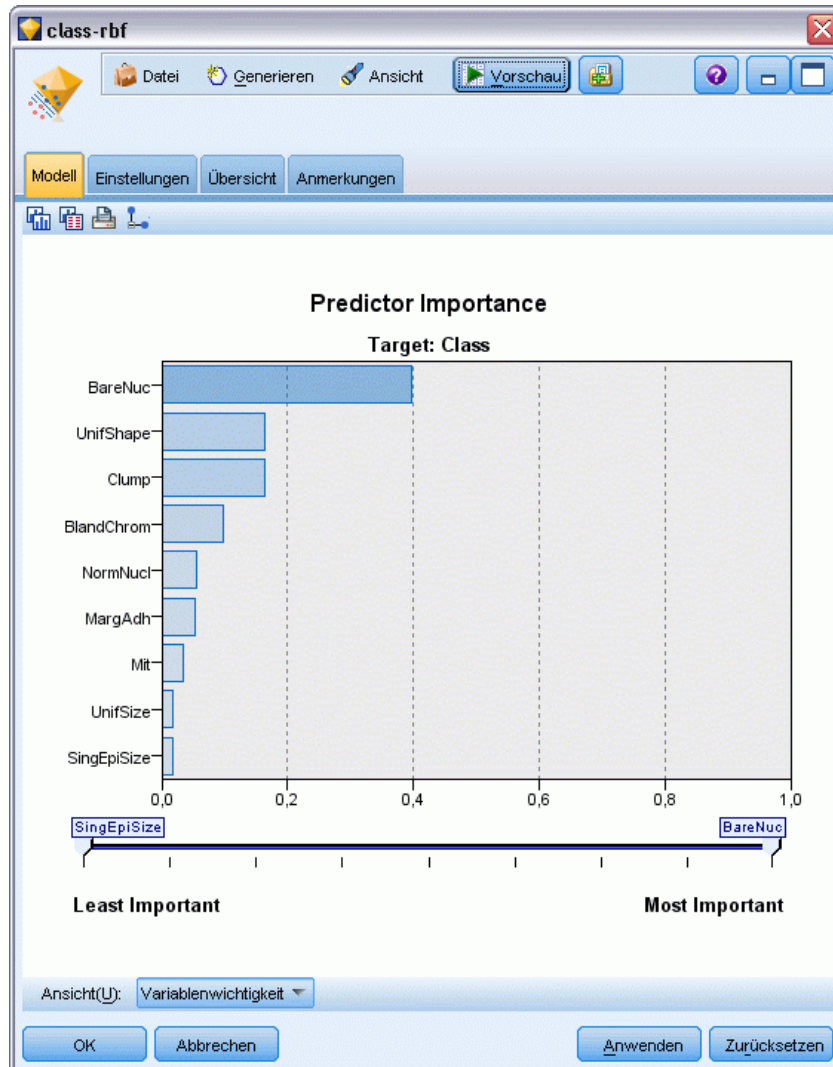 class-rbf
Datei Generieren Ansicht Vorschau
Modell Einstellungen Übersicht Anmerkungen
Predictor Importance
Target: Class
BareNuc
UnifShape
Clump
BlandChrom
NormNucl
MargAdh
Mit
UnifSize
SingEpiSize
0,0 0,2 0,4 0,6 0,8 1,0
SingEpiSize BareNuc
Least Important Most Important
Ansicht(U): Variablenwichtigkeit
OK Abbrechen Anwenden Zurücksetzen